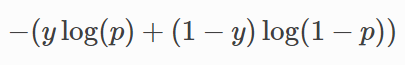 −(y log(p) + (1 − y) log(1 − p))